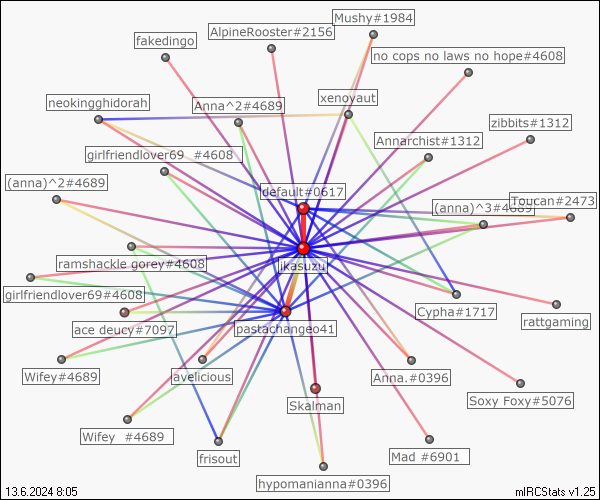 Mushy#1984
AlpineRooster#2156
fakedingo
no cops no laws no hope#4608
xenoyaut
neokingghidorah
Anna^2#4689
zibbits#1312
Annarchist#1312
girlfriendlover69 #4608
(anna)^2#4689
default#0617
Toucan#2473
(anna)^3#4689
ramshackle gorey#4608
jikasuzu
girlfriendlover69#4608
Cypha#1717
rattgaming
ace deucy#7097
pastachange41
Wifey#4689
avelicious
Anna.#0396
Skalman
Soxy Foxy#5076
Wifey #4689
frisout
Mad #6901
hypomanianna#0396
13.6.2024 8:05
mIRCStats v1.25